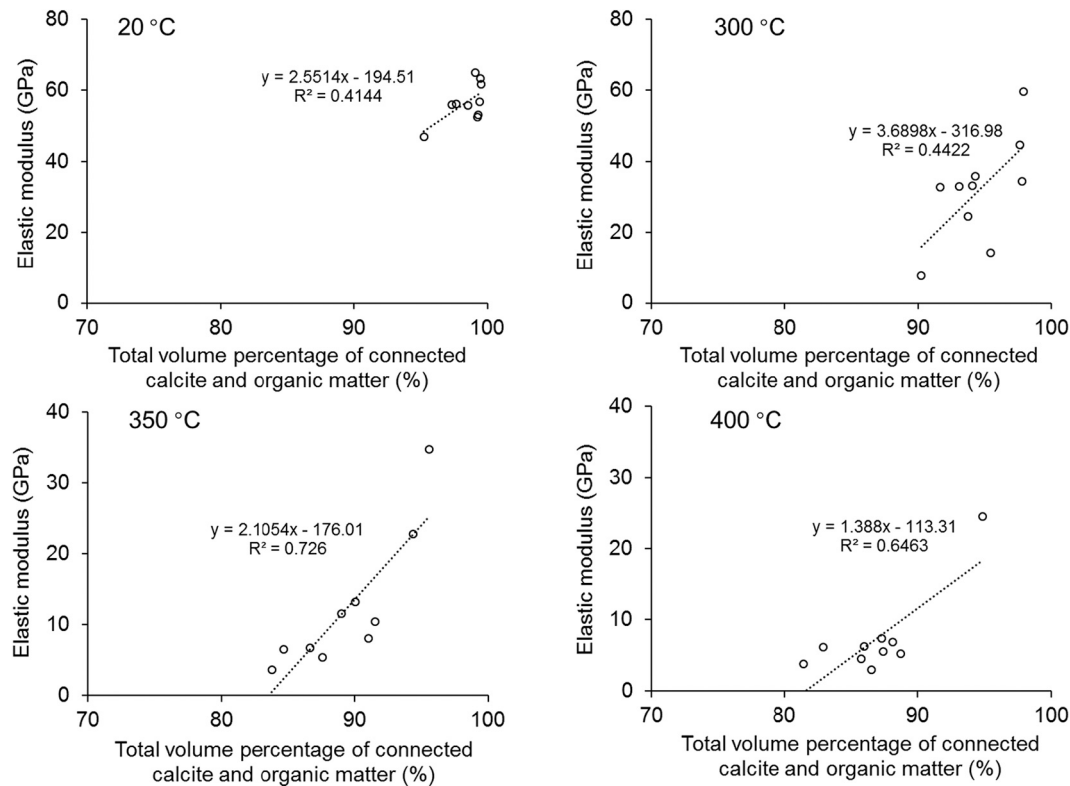 20 °C
y = 2.5514x - 194.51
R² = 0.4144
Elastic modulus (GPa)
80
60
40
20
0
70
80
90
100
Total volume percentage of connected
calcite and organic matter (%)
300 °C
y = 3.6898x - 316.98
R² = 0.4422
Elastic modulus (GPa)
80
60
40
20
0
70
80
90
100
Total volume percentage of connected
calcite and organic matter (%)
350 °C
y = 2.1054x - 176.01
R² = 0.726
Elastic modulus (GPa)
40
30
20
10
0
70
80
90
100
Total volume percentage of connected
calcite and organic matter (%)
400 °C
y = 1.388x - 113.31
R² = 0.6463
Elastic modulus (GPa)
40
30
20
10
0
70
80
90
100
Total volume percentage of connected
calcite and organic matter (%)